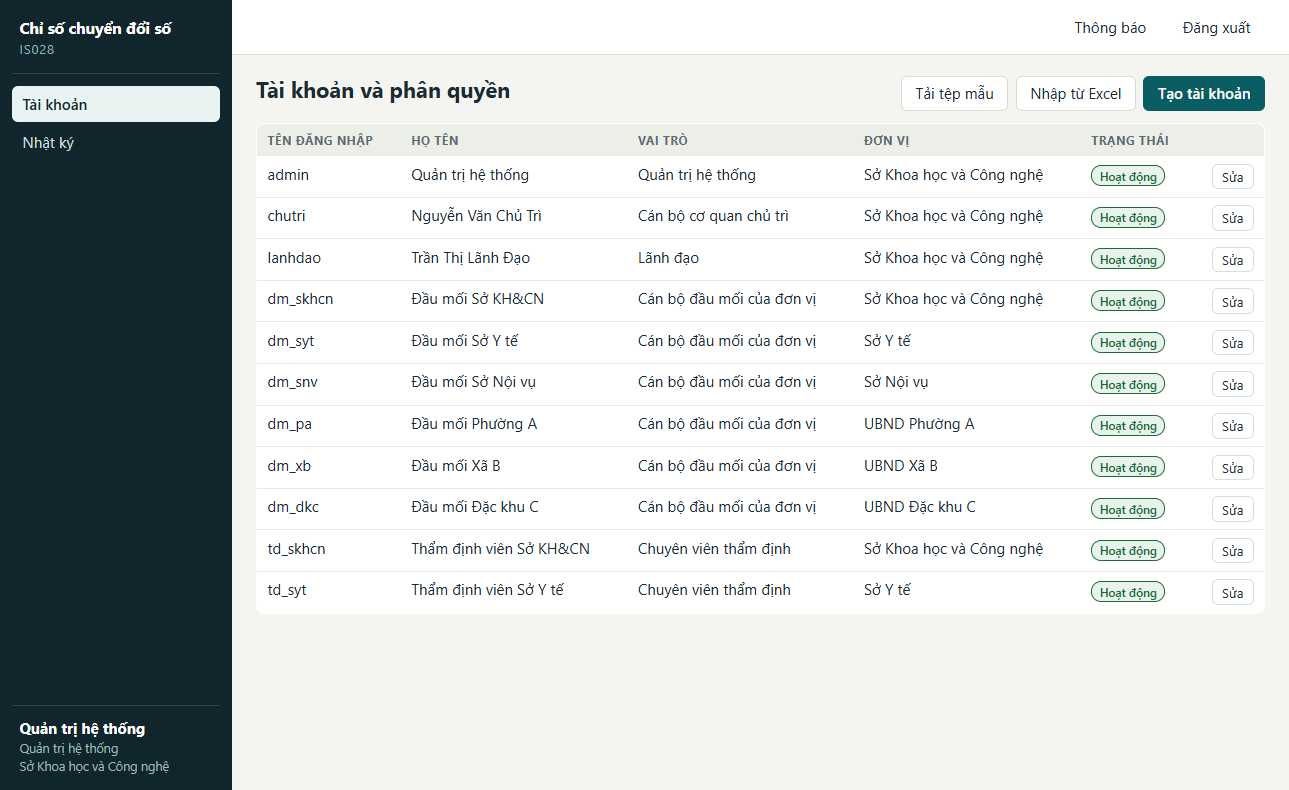 Chỉ số chuyển đổi số
IS028
Tài khoản
Nhật ký
Quản trị hệ thống
Quản trị hệ thống
Sở Khoa học và Công nghệ
Thông báo Đăng xuất
Tài khoản và phân quyền
Tải tệp mẫu Nhập từ Excel Tạo tài khoản
TÊN ĐĂNG NHẬP HỌ TÊN VAI TRÒ ĐƠN VỊ TRẠNG THÁI
admin Quản trị hệ thống Quản trị hệ thống Sở Khoa học và Công nghệ Hoạt động Sửa
chutri Nguyễn Văn Chủ Trì Cán bộ cơ quan chủ trì Sở Khoa học và Công nghệ Hoạt động Sửa
lanhdao Trần Thị Lãnh Đạo Lãnh đạo Sở Khoa học và Công nghệ Hoạt động Sửa
dm_skhcn Đầu mối Sở KH&CN Cán bộ đầu mối của đơn vị Sở Khoa học và Công nghệ Hoạt động Sửa
dm_syt Đầu mối Sở Y tế Cán bộ đầu mối của đơn vị Sở Y tế Hoạt động Sửa
dm_snv Đầu mối Sở Nội vụ Cán bộ đầu mối của đơn vị Sở Nội vụ Hoạt động Sửa
dm_pa Đầu mối Phường A Cán bộ đầu mối của đơn vị UBND Phường A Hoạt động Sửa
dm_xb Đầu mối Xã B Cán bộ đầu mối của đơn vị UBND Xã B Hoạt động Sửa
dm_dkc Đầu mối Đặc khu C Cán bộ đầu mối của đơn vị UBND Đặc khu C Hoạt động Sửa
td_skhcn Thẩm định viên Sở KH&CN Chuyên viên thẩm định Sở Khoa học và Công nghệ Hoạt động Sửa
td_syt Thẩm định viên Sở Y tế Chuyên viên thẩm định Sở Y tế Hoạt động Sửa